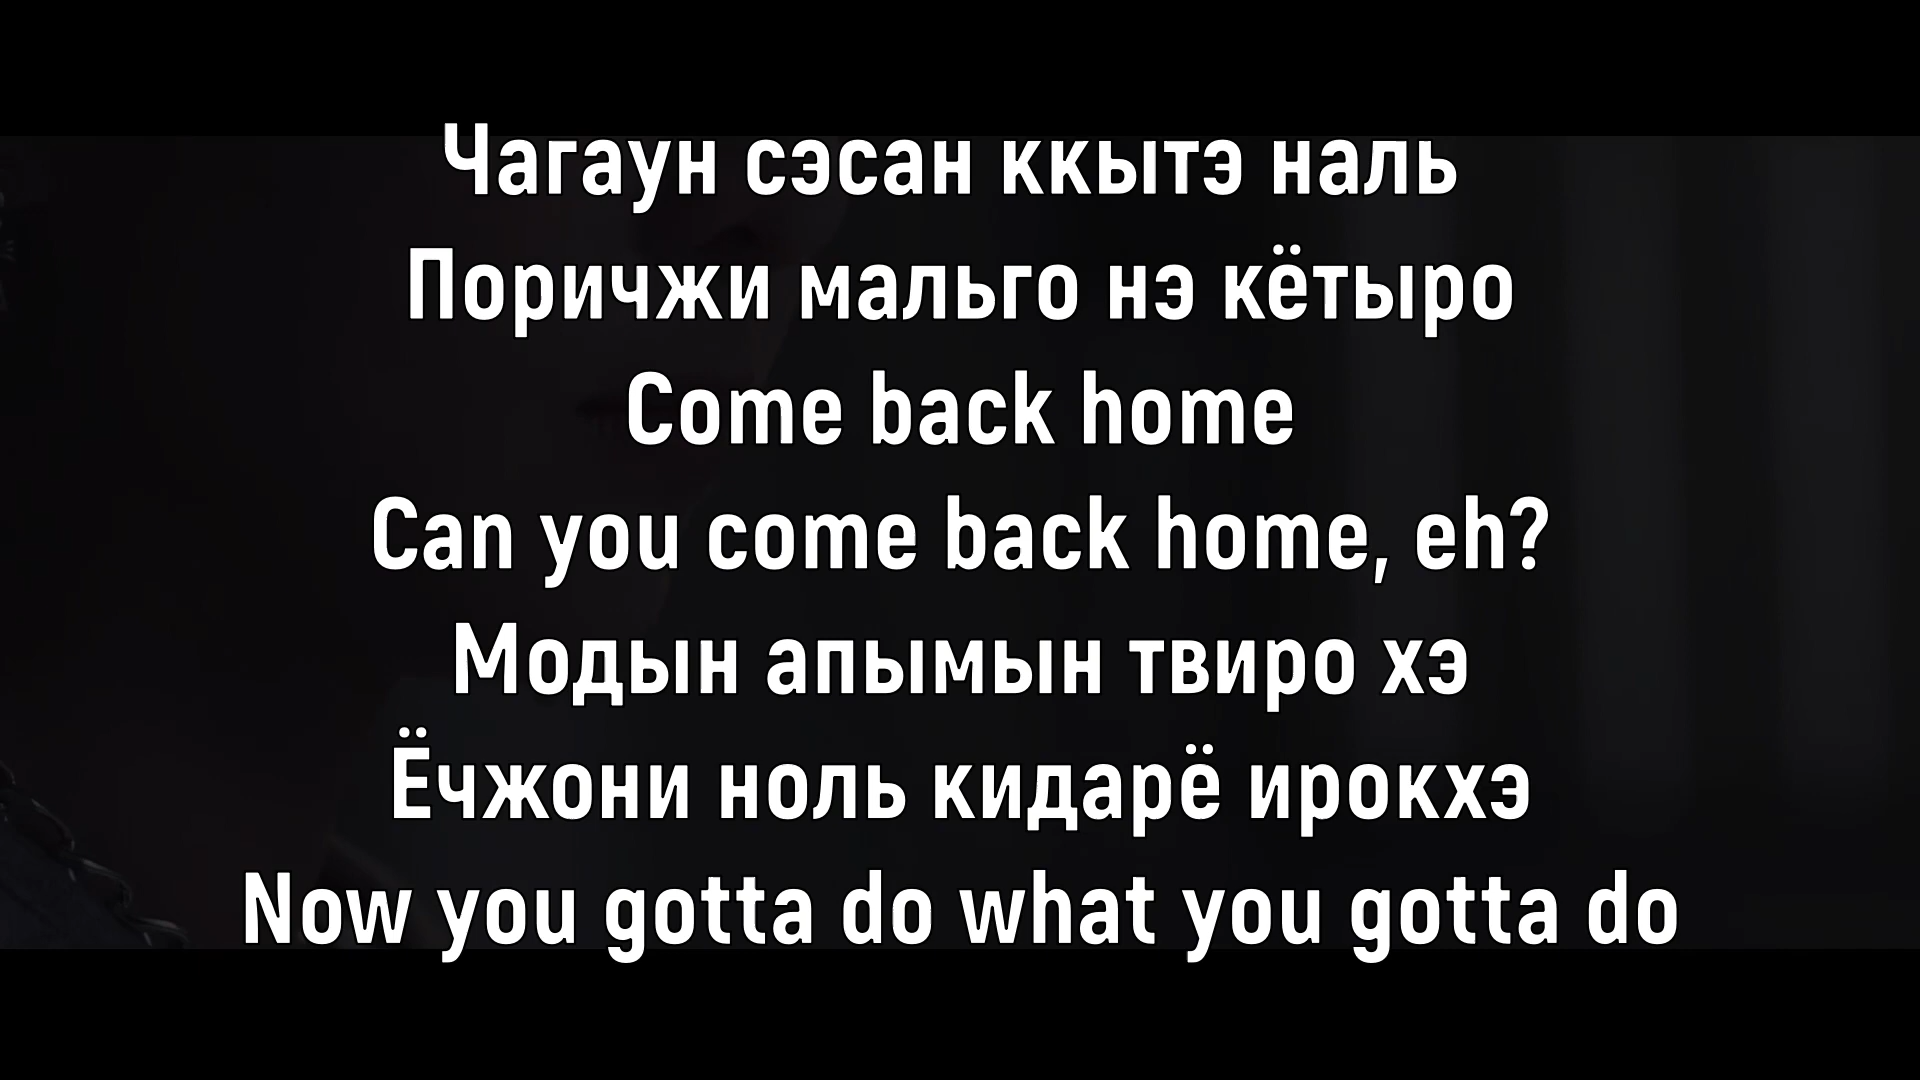 Чагаун сэсан ккытэ наль
Поричжи мальго нэ кётыро
Come back home
Can you come back home, eh?
Модын апымын твиро хэ
Ёчжони ноль кидарё ирокхэ
Now you gotta do what you gotta do